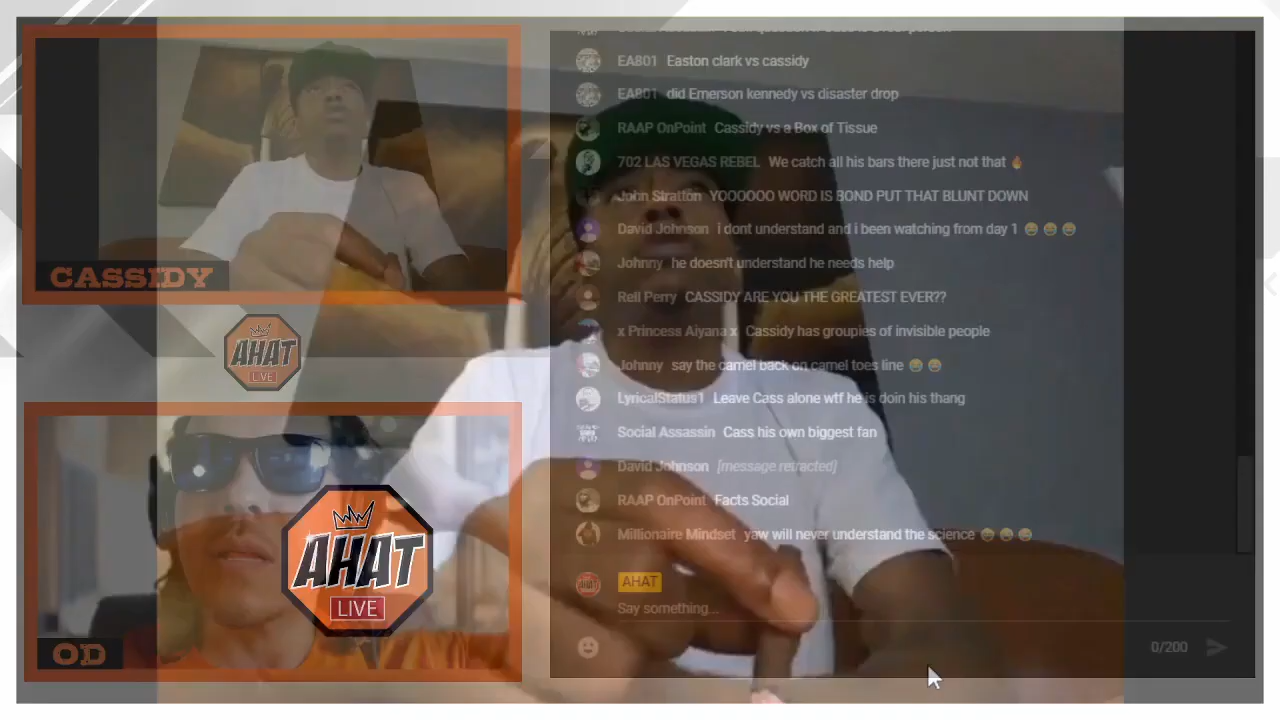 EA801 Easton clark vs cassidy
EA801 did Emerson kennedy vs disaster drop
RAAP OnPoint Cassidy vs a Box of Tissue
702 LAS VEGAS REBEL We catch all his bars there just not that 🔥
John Stratton YOOOOOO WORD IS BOND PUT THAT BLUNT DOWN
David Johnson i dont understand and i been watching from day 1 😂 😂 😂
Johnny he doesn't understand he needs help
Rell Perry CASSIDY ARE YOU THE GREATEST EVER??
x Princess Aiyana x Cassidy has groupies of invisible people
Johnny say the camel back on camel toes line 😂 😂
LyricalStatus1 Leave Cass alone wtf he is doin his thang
Social Assassin Cass his own biggest fan
David Johnson [message retracted]
RAAP OnPoint Facts Social
Millionaire Mindset yaw will never understand the science 😂 😂 😂
AHAT
Say something...
0/200
CASSIDY
AHAT
LIVE
AHAT
LIVE
OD